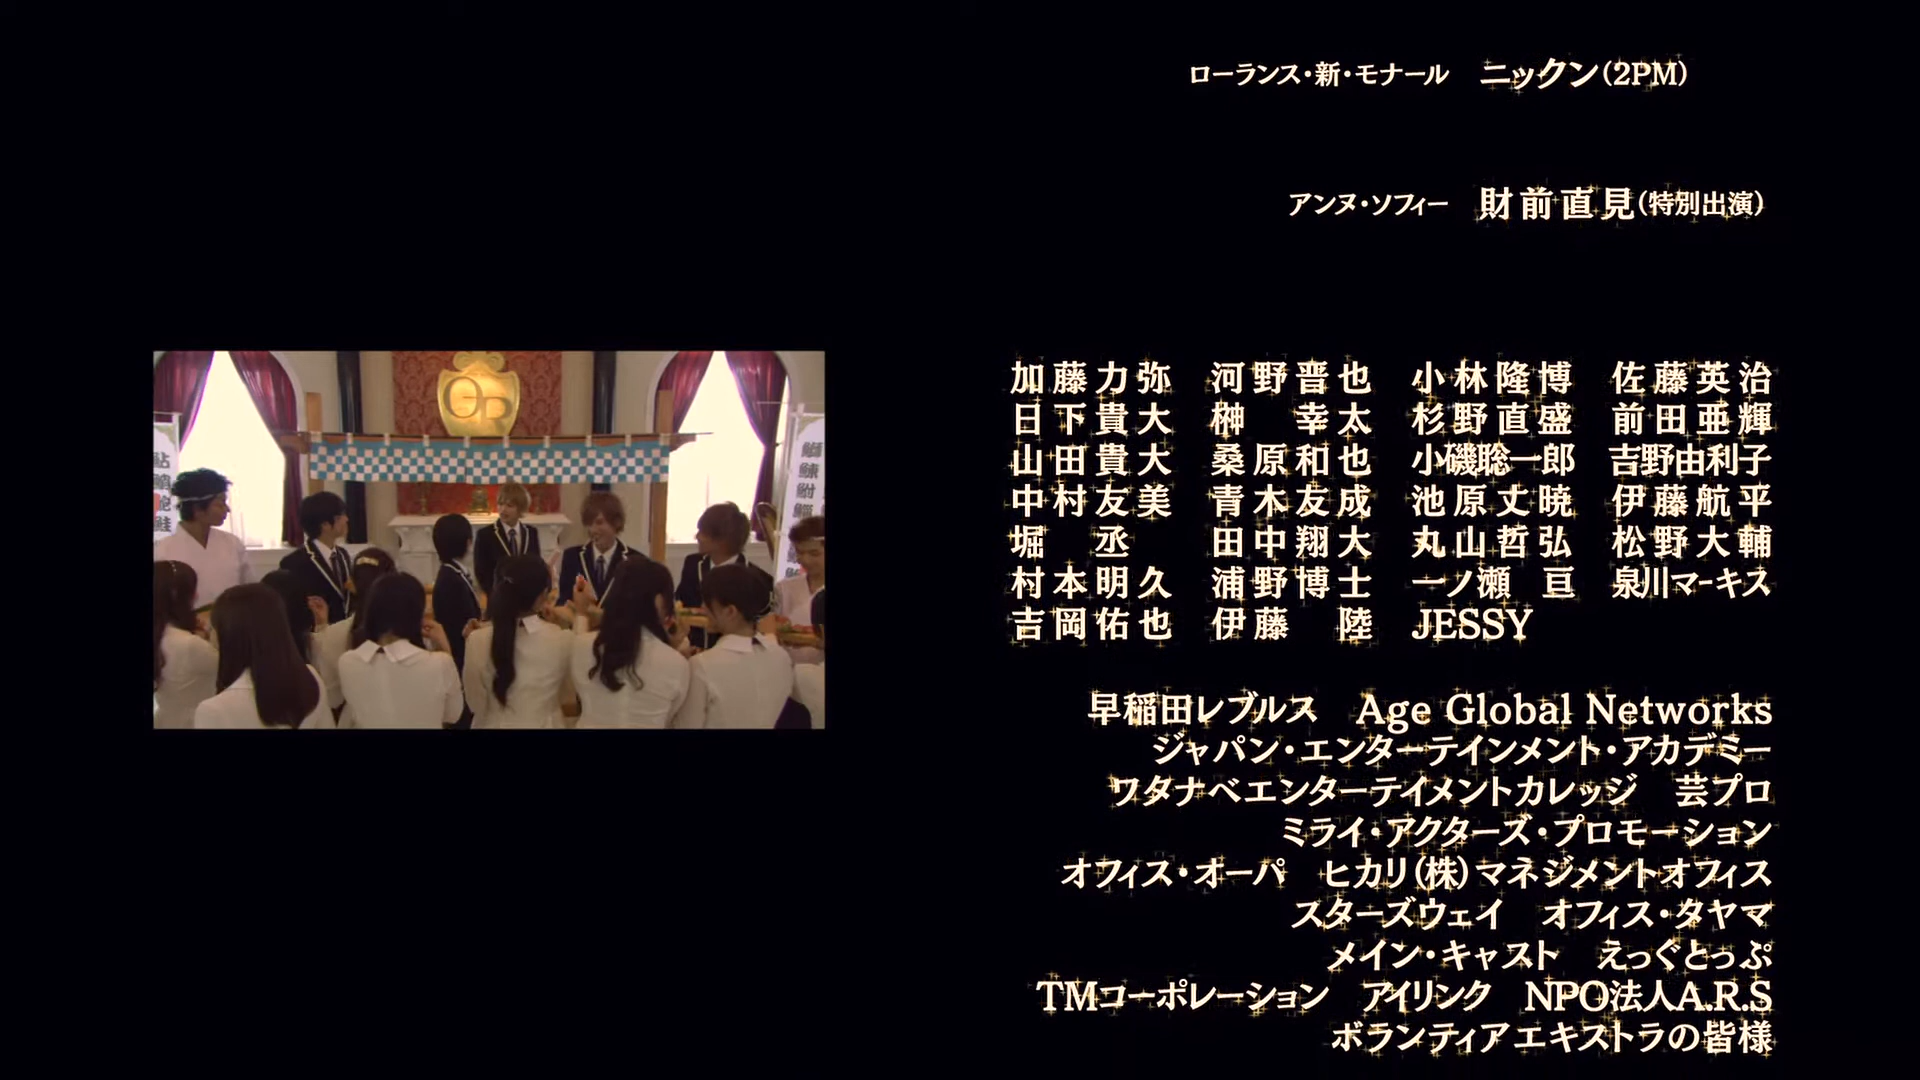 ローランス・新・モナール　ニックン(2PM)
アンヌ・ソフィー　財前直見(特別出演)
OR
加藤力弥　河野晋也　小林隆博　佐藤英治
日下貴大　榊　幸太　杉野直盛　前田亜輝
山田貴大　桑原和也　小磯聡一郎　吉野由利子
中村友美　青木友成　池原丈暁　伊藤航平
堀　丞　田中翔大　丸山哲弘　松野大輔
村本明久　浦野博士　一ノ瀬　亘　泉川マーキス
吉岡佑也　伊藤　陸　JESSY
早稲田レブルス　Age Global Networks
ジャパン・エンターテインメント・アカデミー
ワタナベエンターテイメントカレッジ　芸プロ
ミライ・アクターズ・プロモーション
オフィス・オーパ　ヒカリ(株)マネジメントオフィス
スターズウェイ　オフィス・タヤマ
メイン・キャスト　えっぐとっぷ
TMコーポレーション　アイリンク　NPO法人A.R.S
ボランティアエキストラの皆様